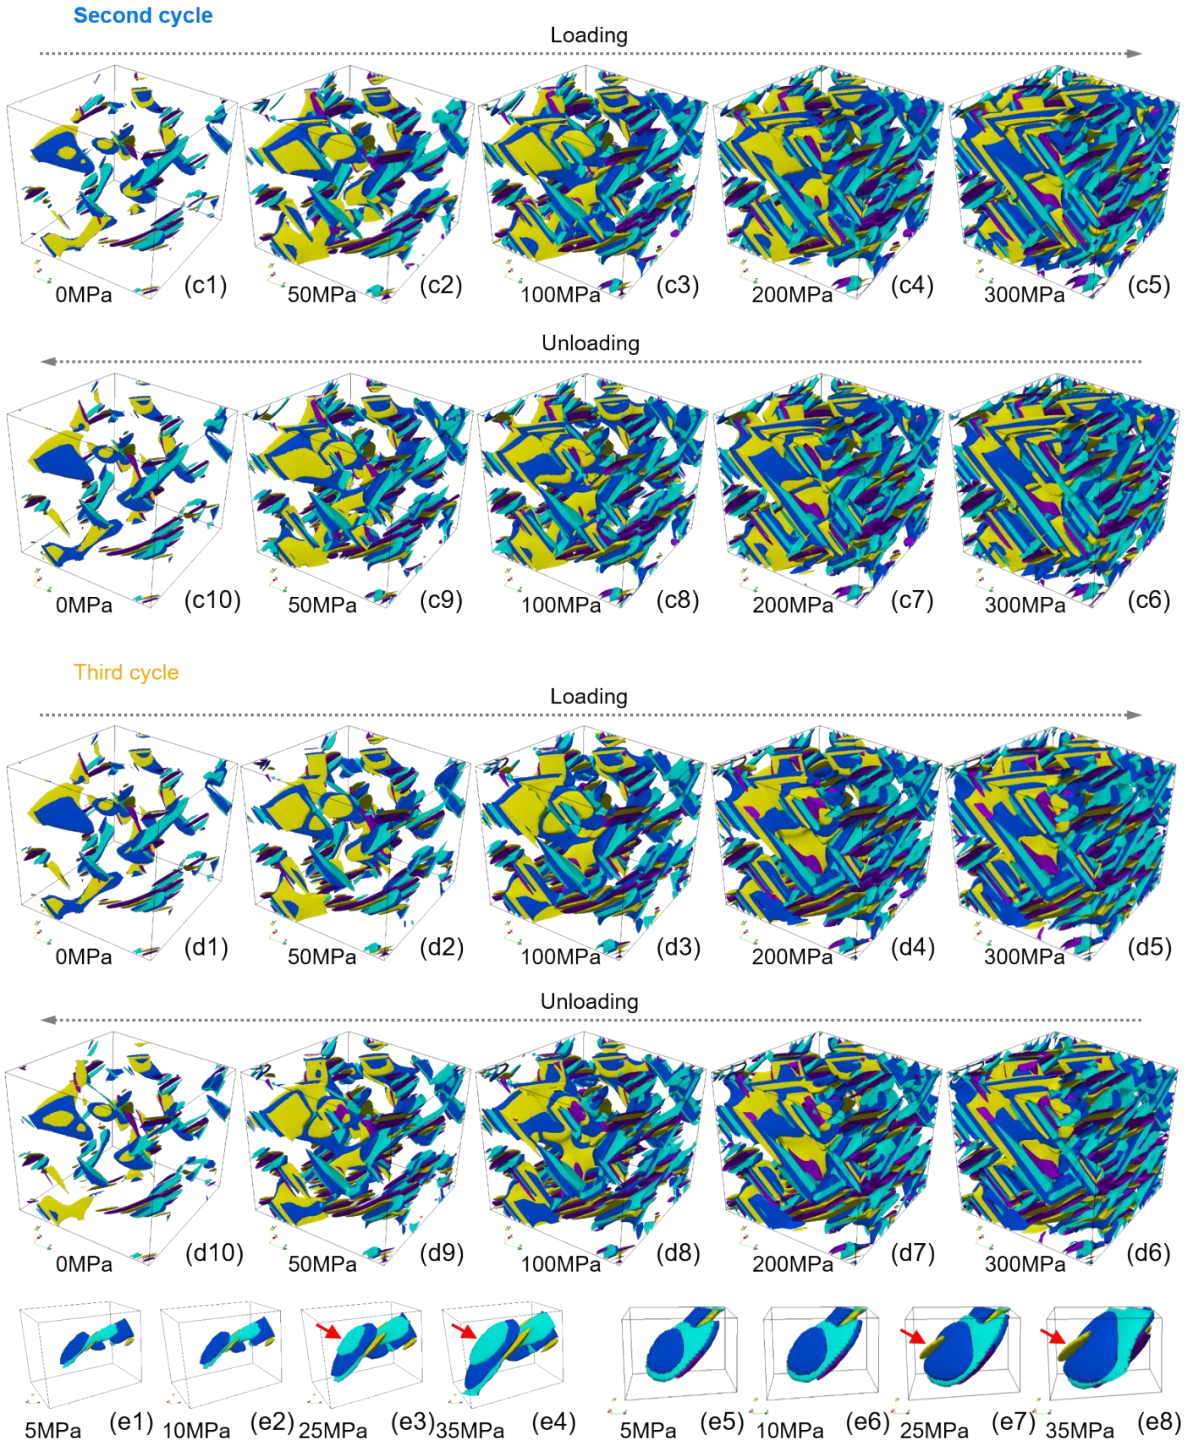 Second cycle
Loading
0MPa (c1) 50MPa (c2) 100MPa (c3) 200MPa (c4) 300MPa (c5)
Unloading
0MPa (c10) 50MPa (c9) 100MPa (c8) 200MPa (c7) 300MPa (c6)
Third cycle
Loading
0MPa (d1) 50MPa (d2) 100MPa (d3) 200MPa (d4) 300MPa (d5)
Unloading
0MPa (d10) 50MPa (d9) 100MPa (d8) 200MPa (d7) 300MPa (d6)
5MPa (e1) 10MPa (e2) 25MPa (e3) 35MPa (e4) 5MPa (e5) 10MPa (e6) 25MPa (e7) 35MPa (e8)